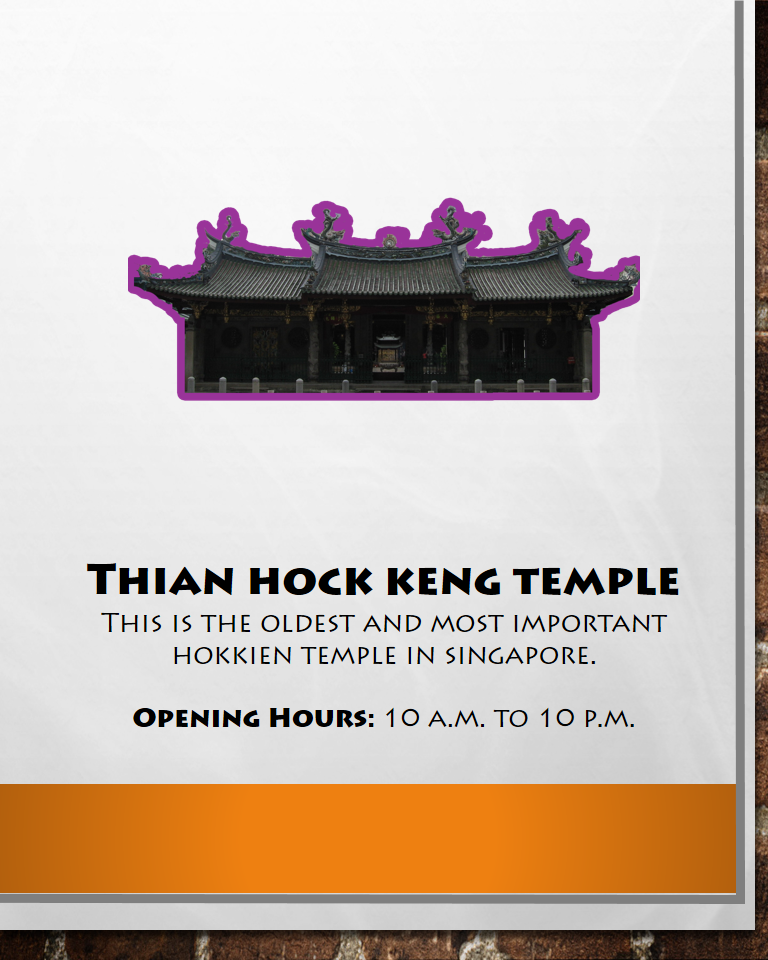 Thian Hock Keng Temple
This is the oldest and most important
Hokkien temple in Singapore.
Opening Hours: 10 a.m. to 10 p.m.